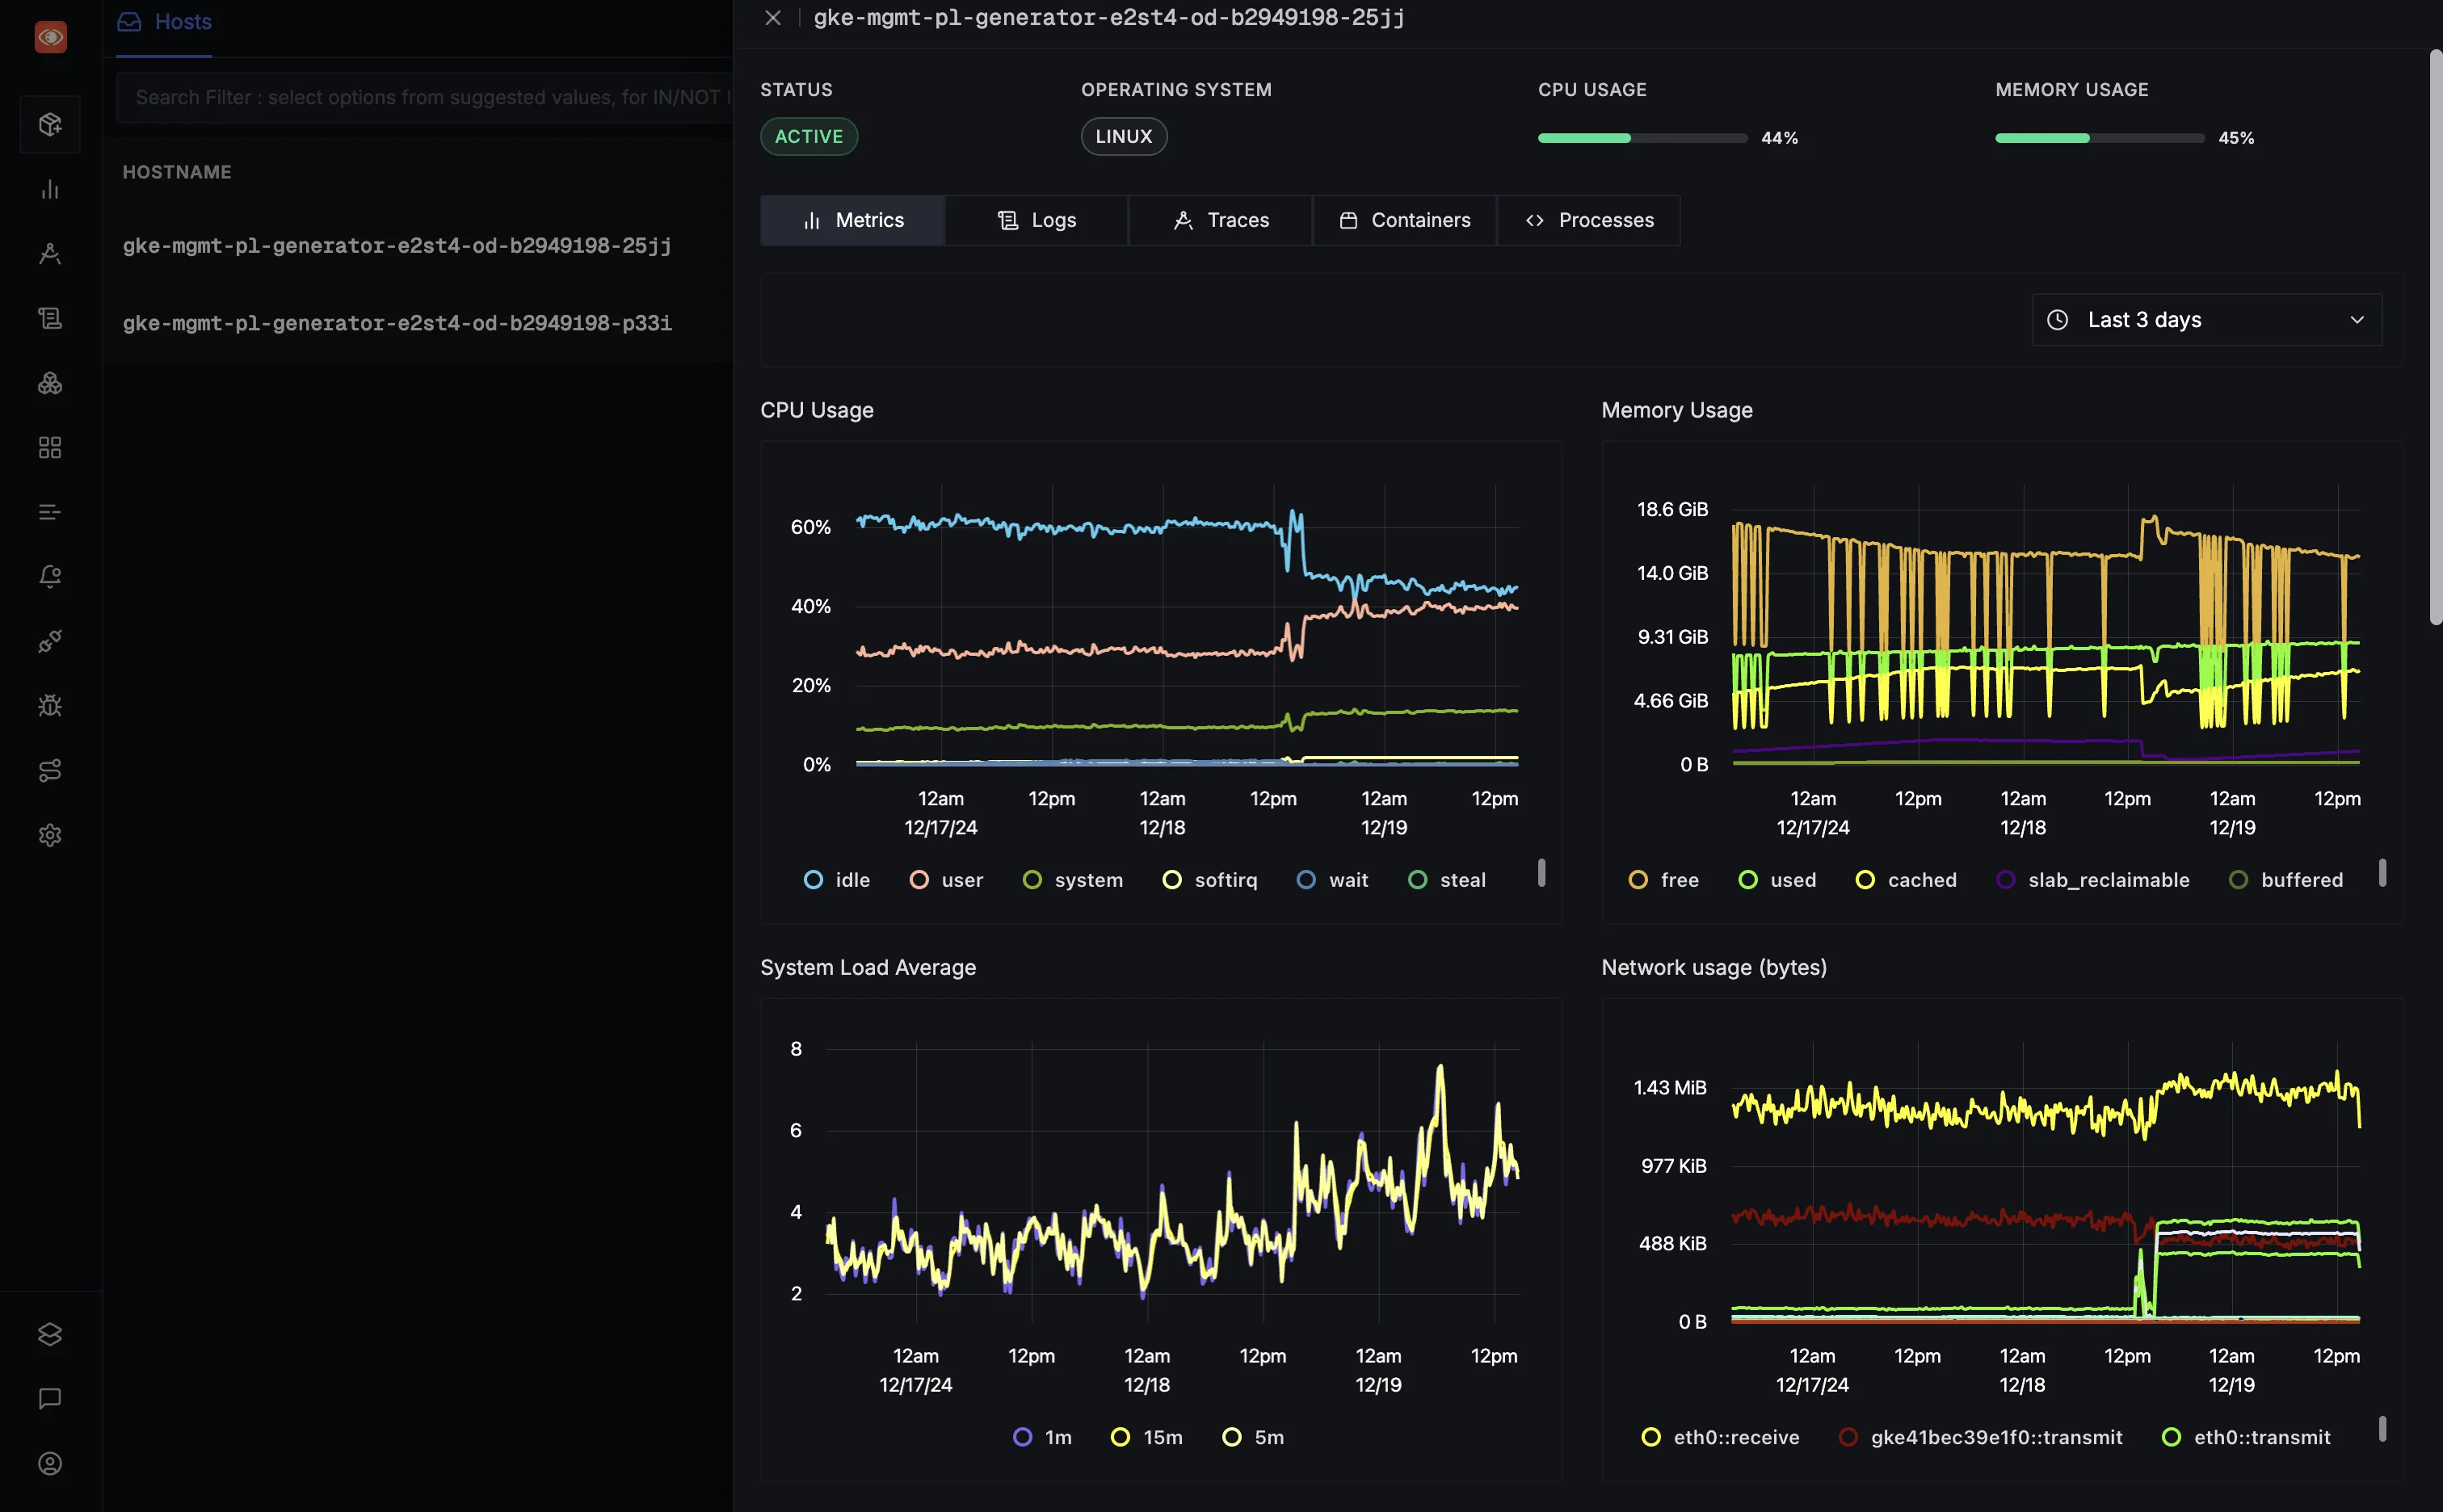 Hosts
Search Filter : select options from suggested values, for IN/NOT I
HOSTNAME
gke-mgmt-pl-generator-e2st4-od-b2949198-25jj
gke-mgmt-pl-generator-e2st4-od-b2949198-p33i
gke-mgmt-pl-generator-e2st4-od-b2949198-25jj
STATUS OPERATING SYSTEM CPU USAGE MEMORY USAGE
ACTIVE LINUX 44% 45%
Metrics Logs Traces Containers Processes
Last 3 days
CPU Usage
60%
40%
20%
0%
12am 12pm 12am 12pm 12am 12pm
12/17/24 12/18 12/19
idle user system softirq wait steal
Memory Usage
18.6 GiB
14.0 GiB
9.31 GiB
4.66 GiB
0 B
12am 12pm 12am 12pm 12am 12pm
12/17/24 12/18 12/19
free used cached slab_reclaimable buffered
System Load Average
8
6
4
2
12am 12pm 12am 12pm 12am 12pm
12/17/24 12/18 12/19
1m 15m 5m
Network usage (bytes)
1.43 MiB
977 KiB
488 KiB
0 B
12am 12pm 12am 12pm 12am 12pm
12/17/24 12/18 12/19
eth0::receive gke41bec39e1f0::transmit eth0::transmit